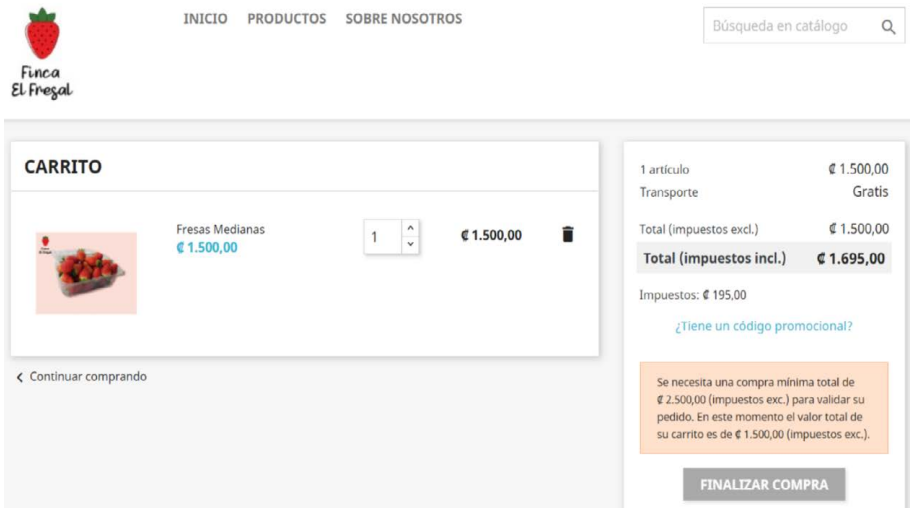 Finca
El Fresal
INICIO PRODUCTOS SOBRE NOSOTROS
Búsqueda en catálogo
CARRITO
Fresas Medianas
₡ 1.500,00
1
₡ 1.500,00
Continuar comprando
1 artículo ₡ 1.500,00
Transporte Gratis
Total (impuestos excl.) ₡ 1.500,00
Total (impuestos incl.) ₡ 1.695,00
Impuestos: ₡ 195,00
¿Tiene un código promocional?
Se necesita una compra mínima total de
₡ 2.500,00 (impuestos exc.) para validar su
pedido. En este momento el valor total de
su carrito es de ₡ 1.500,00 (impuestos exc.).
FINALIZAR COMPRA